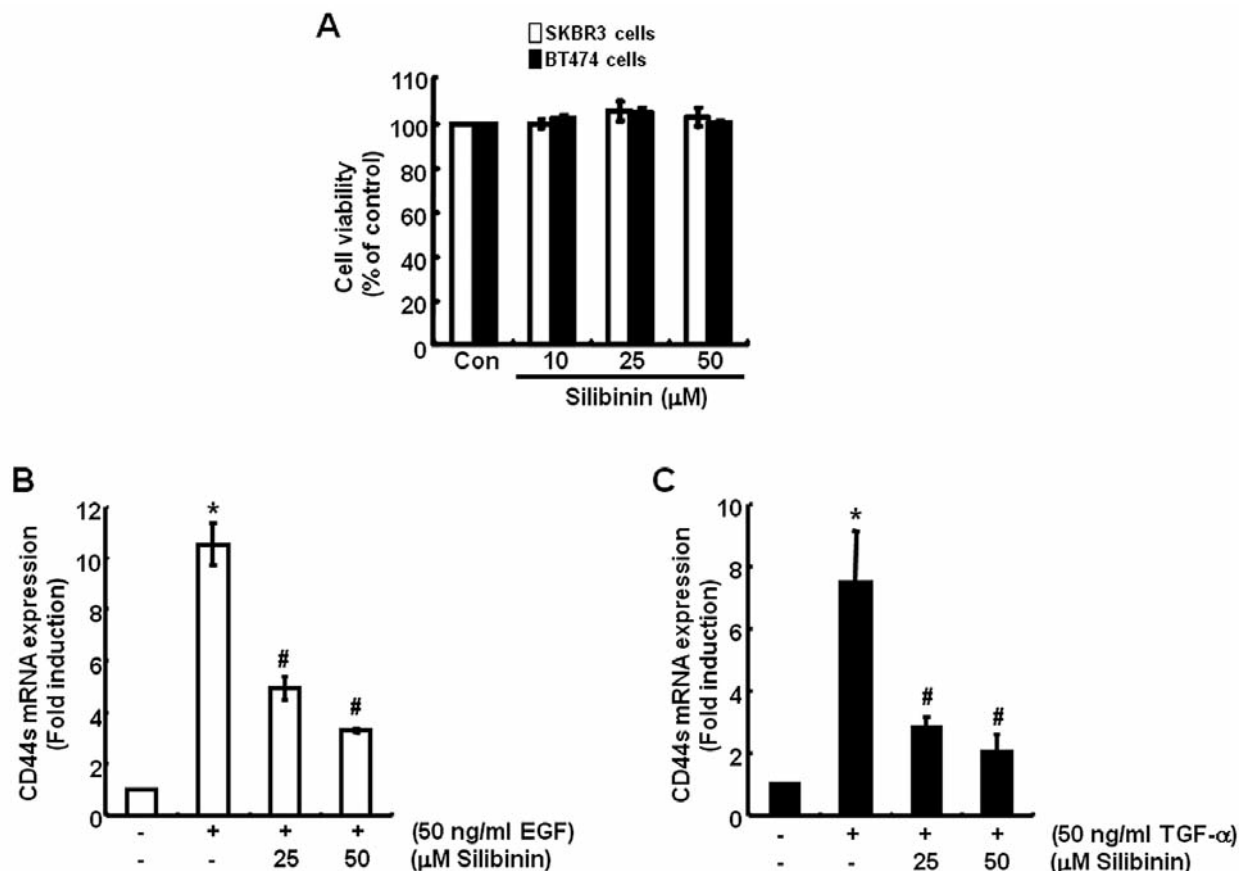 A
SKBR3 cells
BT474 cells
Cell viability
(% of control)
110
100
80
60
40
20
0
Con 10 25 50
Silibinin (μM)
B
CD44s mRNA expression
(Fold induction)
12
10
8
6
4
2
0
*
#
#
- + + + (50 ng/ml EGF)
- - 25 50 (μM Silibinin)
C
CD44s mRNA expression
(Fold induction)
10
8
6
4
2
0
*
#
#
- + + + (50 ng/ml TGF-α)
- - 25 50 (μM Silibinin)